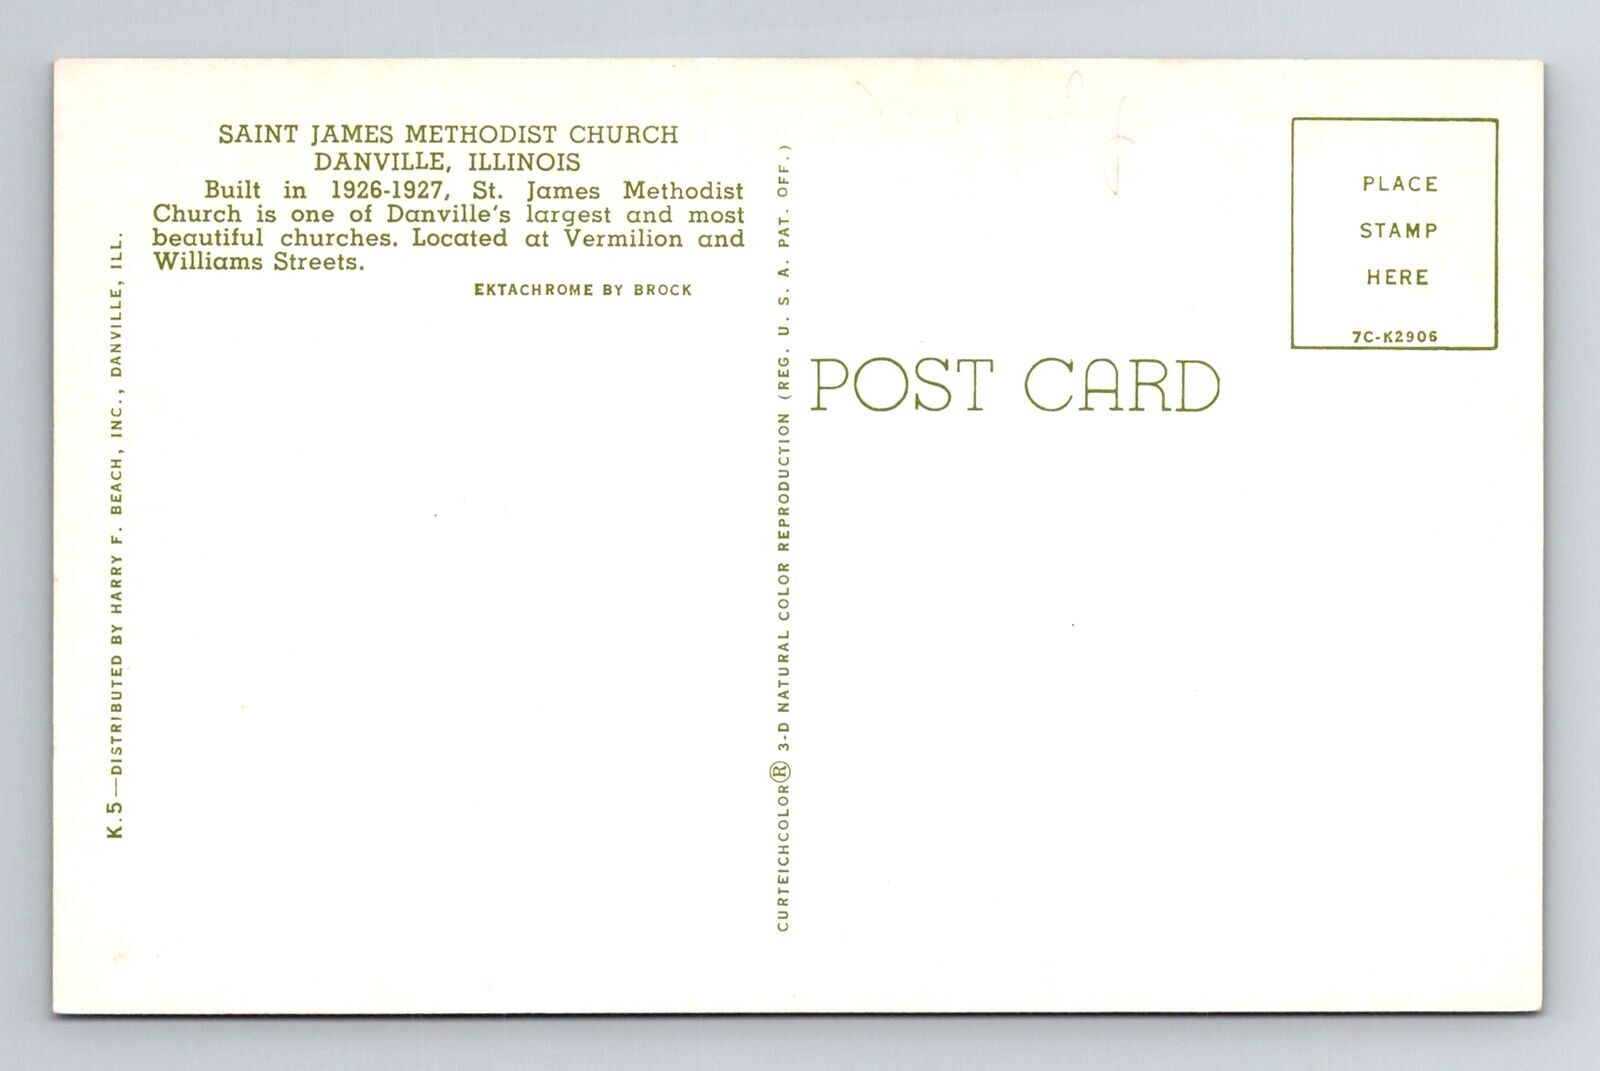 SAINT JAMES METHODIST CHURCH
DANVILLE, ILLINOIS
Built in 1926-1927, St. James Methodist
Church is one of Danville's largest and most
beautiful churches. Located at Vermilion and
Williams Streets.
EKTACHROME BY BROCK
K.5—DISTRIBUTED BY HARRY F. BEACH, INC., DANVILLE, ILL.
CURTEICHCOLOR® 3-D NATURAL COLOR REPRODUCTION (REG. U. S. A. PAT. OFF.)
POST CARD
PLACE
STAMP
HERE
7C-K2906